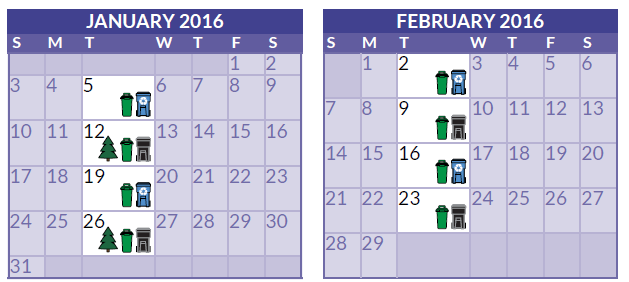 JANUARY 2016
S M T W T F S
1 2
3 4 5 6 7 8 9
10 11 12 13 14 15 16
17 18 19 20 21 22 23
24 25 26 27 28 29 30
31
FEBRUARY 2016
S M T W T F S
1 2 3 4 5 6
7 8 9 10 11 12 13
14 15 16 17 18 19 20
21 22 23 24 25 26 27
28 29